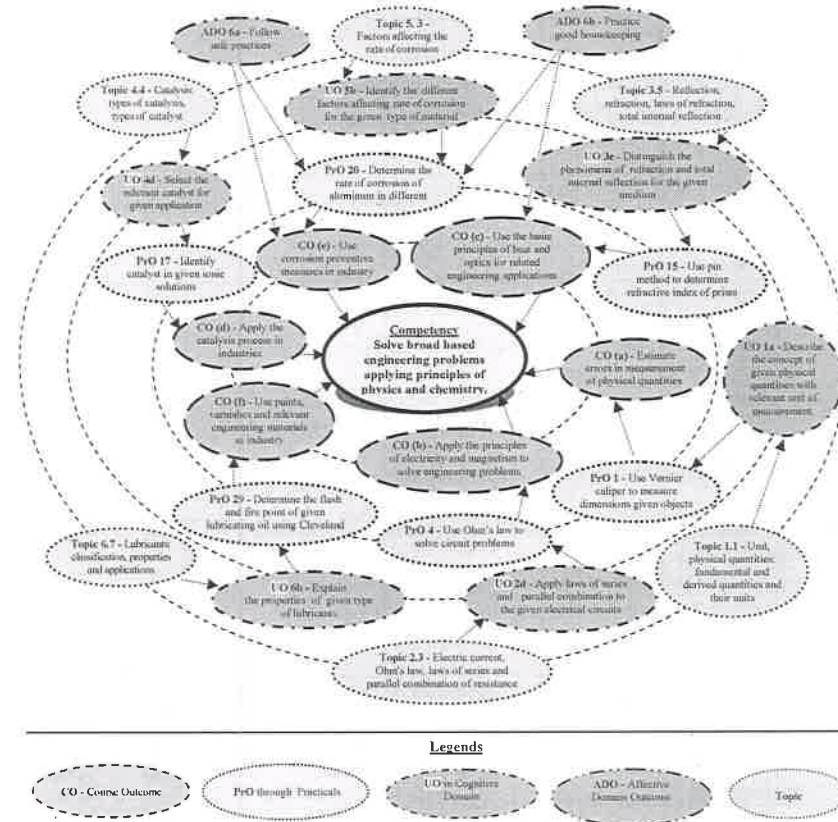 ADO 6a - Follow
safe practices
Topic 5. 3 -
Factors affecting the
rate of corrosion
ADO 6b - Practice
good housekeeping
Topic 4.4 - Catalysis:
types of catalysis,
types of catalyst
UO 5b - Identify the different
factors affecting rate of corrosion
for the given type of material
Topic 3.5 - Reflection,
refraction, laws of refraction,
total internal reflection
UO 4d - Select the
relevant catalyst for
given application
PrO 20 - Determine the
rate of corrosion of
aluminum in different
UO 3e - Distinguish the
phenomena of refraction and total
internal reflection for the given
medium
PrO 17 - Identify
catalyst in given some
solutions
CO (e) - Use
corrosion preventive
measures in industry
CO (c) - Use the basic
principles of heat and
optics for related
engineering applications
PrO 15 - Use pin
method to determine
refractive index of prism
CO (d) - Apply the
catalysis process in
industries
Competency
Solve broad based
engineering problems
applying principles of
physics and chemistry.
CO (a) - Estimate
errors in measurement
of physical quantities
UO 1a - Describe
the concept of
given physical
quantities with
relevant unit of
measurement.
CO (f) - Use paints,
varnishes and relevant
engineering materials
in industry
CO (b) - Apply the principles
of electricity and magnetism to
solve engineering problems
PrO 29 - Determine the flash
and fire point of given
lubricating oil using Cleveland
PrO 4 - Use Ohm's law to
solve circuit problems
PrO 1 - Use Vernier
caliper to measure
dimensions given objects
Topic 6.7 - Lubricants:
classification, properties
and applications
UO 6h - Explain
the properties of given type
of lubricants
UO 2d - Apply laws of series
and parallel combination to
the given electrical circuits
Topic 1.1 - Unit,
physical quantities:
fundamental and
derived quantities and
their units
Topic 2.3 - Electric current,
Ohm's law, laws of series and
parallel combination of resistance
Legends
CO - Course Outcome
PrO through Practicals
UO in Cognitive
Domain
ADO - Affective
Domain Outcome
Topic